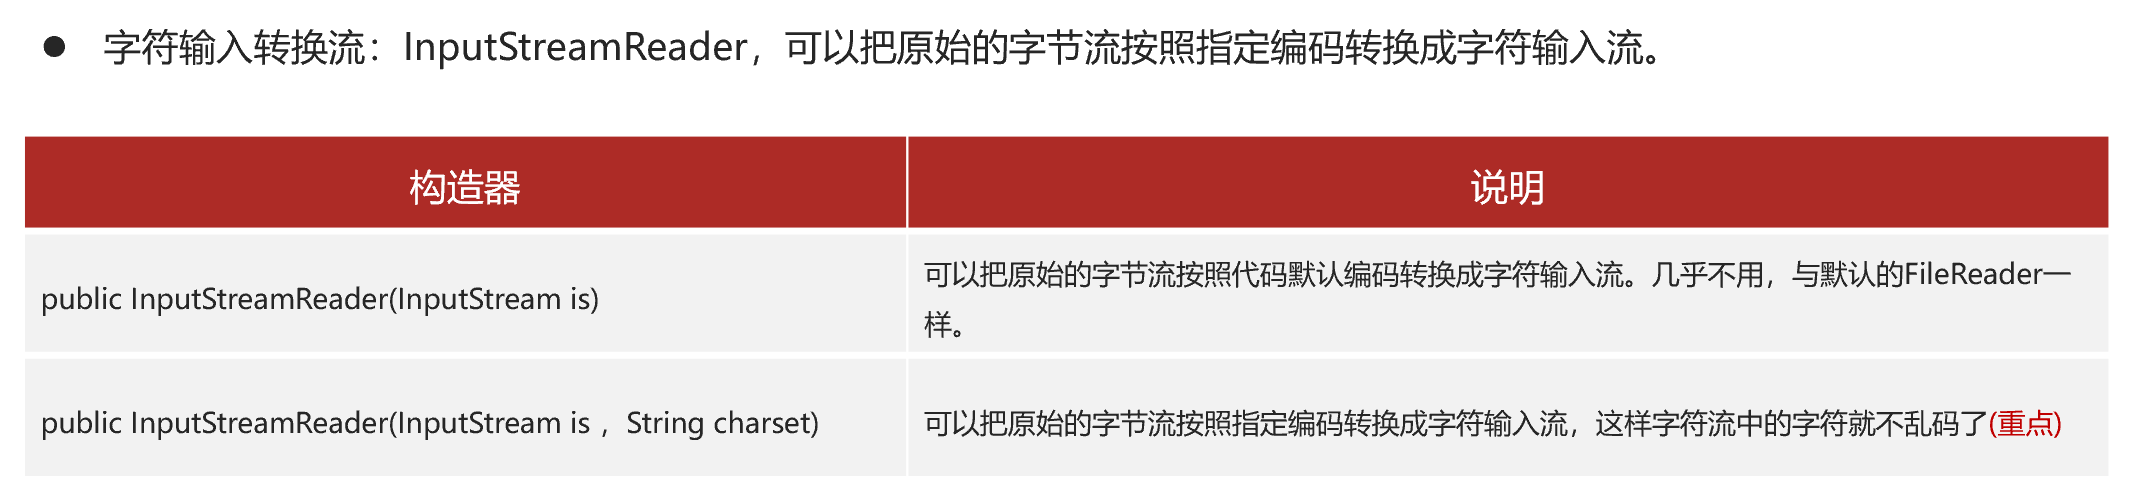 ● 字符输入转换流：InputStreamReader，可以把原始的字节流按照指定编码转换成字符输入流。
构造器
说明
public InputStreamReader(InputStream is)
可以把原始的字节流按照代码默认编码转换成字符输入流。几乎不用，与默认的FileReader一
样。
public InputStreamReader(InputStream is ，String charset)
可以把原始的字节流按照指定编码转换成字符输入流，这样字符流中的字符就不乱码了(重点)